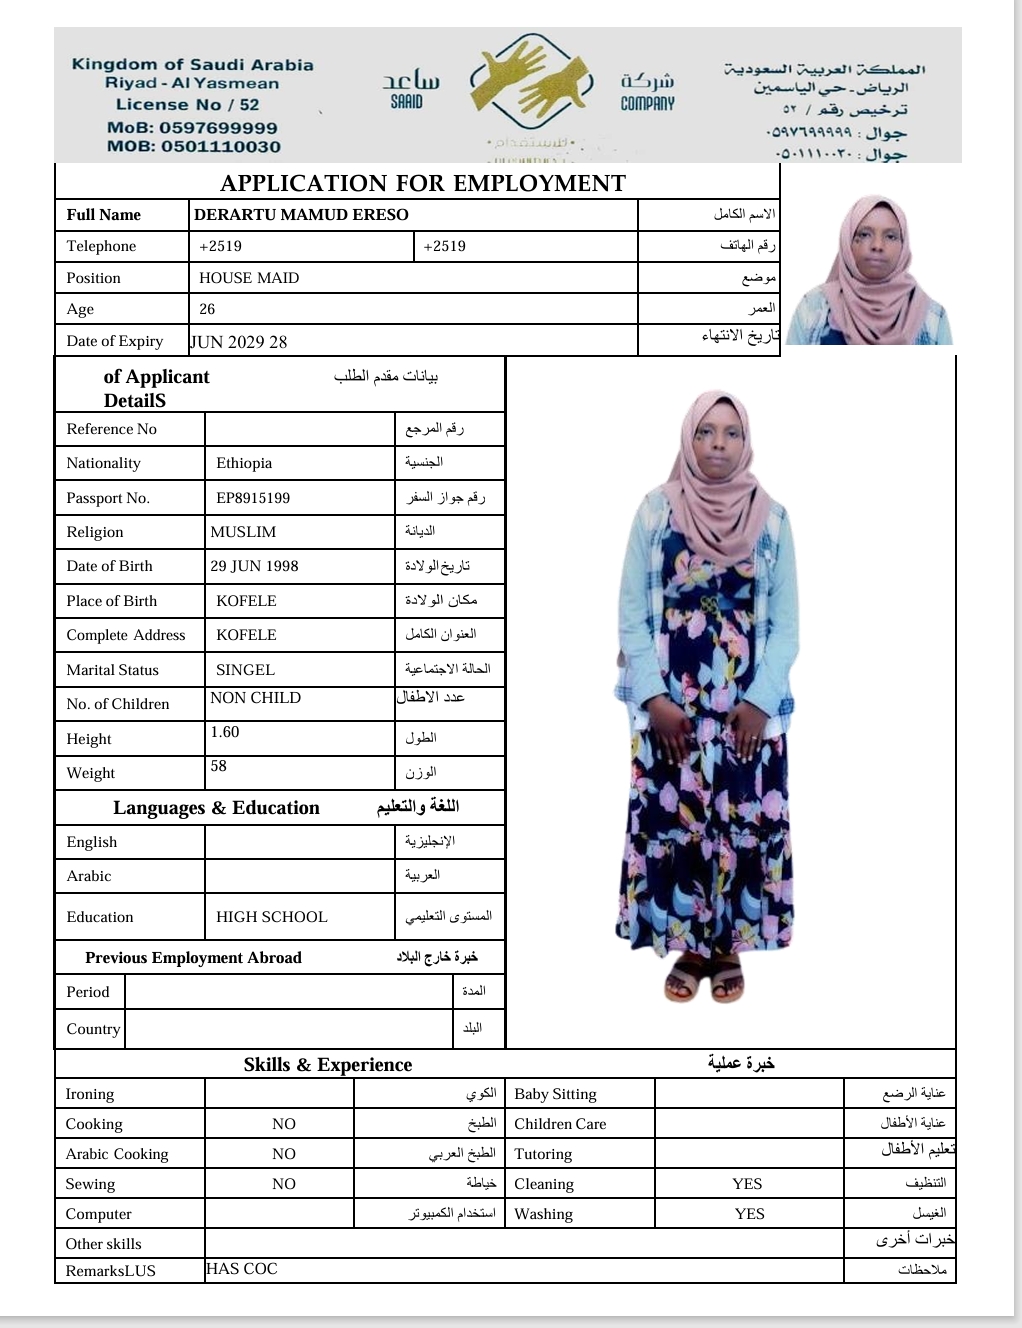 Kingdom of Saudi Arabia
Riyad - Al Yasmean
License No / 52
MoB: 0597699999
MOB: 0501110030
ساعد
SAAID
شركة
COMPANY
للاستقدام
المملكة العربية السعودية
الرياض - حي الياسمين
ترخيص رقم / ٥٢
جوال : ٠٥٩٧٦٩٩٩٩٩
جوال : ٠٥٠١١١٠٠٣٠
APPLICATION FOR EMPLOYMENT
Full Name DERARTU MAMUD ERESO الاسم الكامل
Telephone +2519 +2519 رقم الهاتف
Position HOUSE MAID موضع
Age 26 العمر
Date of Expiry JUN 2029 28 تاريخ الانتهاء
of Applicant بيانات مقدم الطلب
DetailS
Reference No رقم المرجع
Nationality Ethiopia الجنسية
Passport No. EP8915199 رقم جواز السفر
Religion MUSLIM الديانة
Date of Birth 29 JUN 1998 تاريخ الولادة
Place of Birth KOFELE مكان الولادة
Complete Address KOFELE العنوان الكامل
Marital Status SINGEL الحالة الاجتماعية
No. of Children NON CHILD عدد الاطفال
Height 1.60 الطول
Weight 58 الوزن
Languages & Education اللغة والتعليم
English الإنجليزية
Arabic العربية
Education HIGH SCHOOL المستوى التعليمي
Previous Employment Abroad خبرة خارج البلاد
Period المدة
Country البلد
Skills & Experience خبرة عملية
Ironing الكوي Baby Sitting عناية الرضع
Cooking NO الطبخ Children Care عناية الأطفال
Arabic Cooking NO الطبخ العربي Tutoring تعليم الأطفال
Sewing NO خياطة Cleaning YES التنظيف
Computer استخدام الكمبيوتر Washing YES الغيسل
Other skills خبرات أخرى
RemarksLUS HAS COC ملاحظات